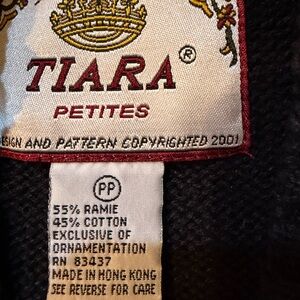 TIARA ®
PETITES
ESIGN AND PATTERN COPYRIGHTED 2001
PP
55% RAMIE
45% COTTON
EXCLUSIVE OF
ORNAMENTATION
RN 83437
MADE IN HONG KONG
SEE REVERSE FOR CARE